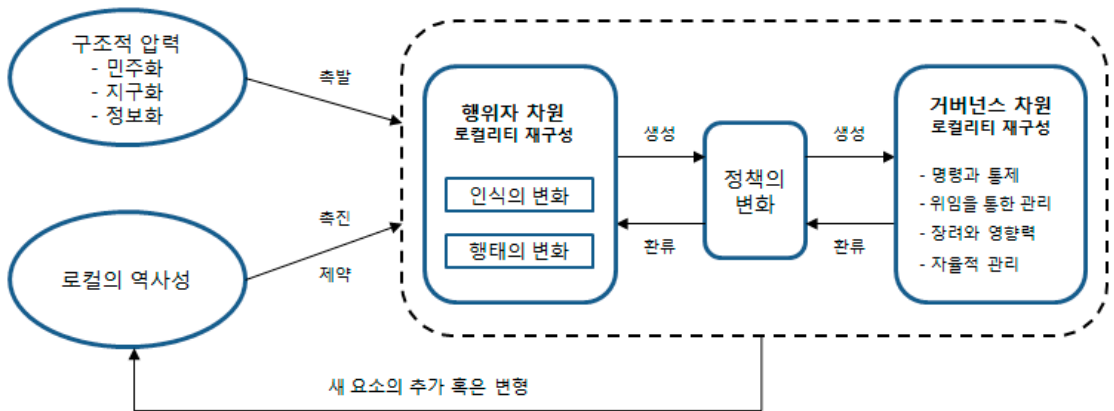 구조적 압력
- 민주화
- 지구화
- 정보화
촉발
로컬의 역사성
촉진
제약
행위자 차원
로컬리티 재구성
인식의 변화
행태의 변화
생성
환류
정책의
변화
생성
환류
거버넌스 차원
로컬리티 재구성
- 명령과 통제
- 위임을 통한 관리
- 장려와 영향력
- 자율적 관리
새 요소의 추가 혹은 변형